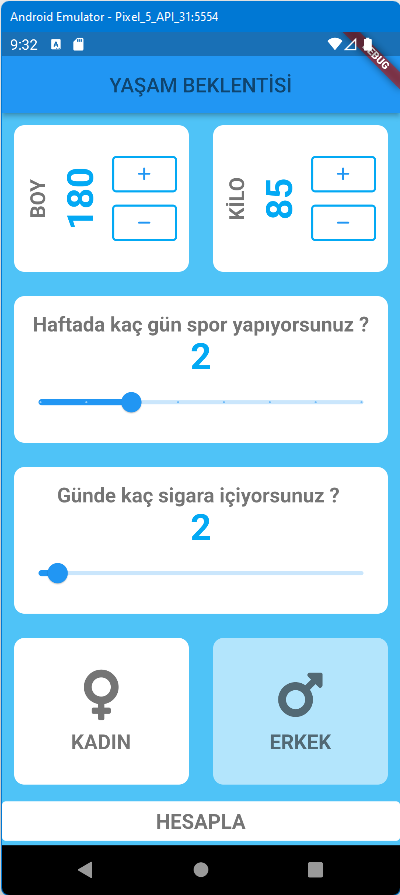 Android Emulator - Pixel_5_API_31:5554
9:32 A
DEBUG
YAŞAM BEKLENTİSİ
BOY 180 + −
KİLO 85 + −
Haftada kaç gün spor yapıyorsunuz ?
2
Günde kaç sigara içiyorsunuz ?
2
KADIN ERKEK
HESAPLA